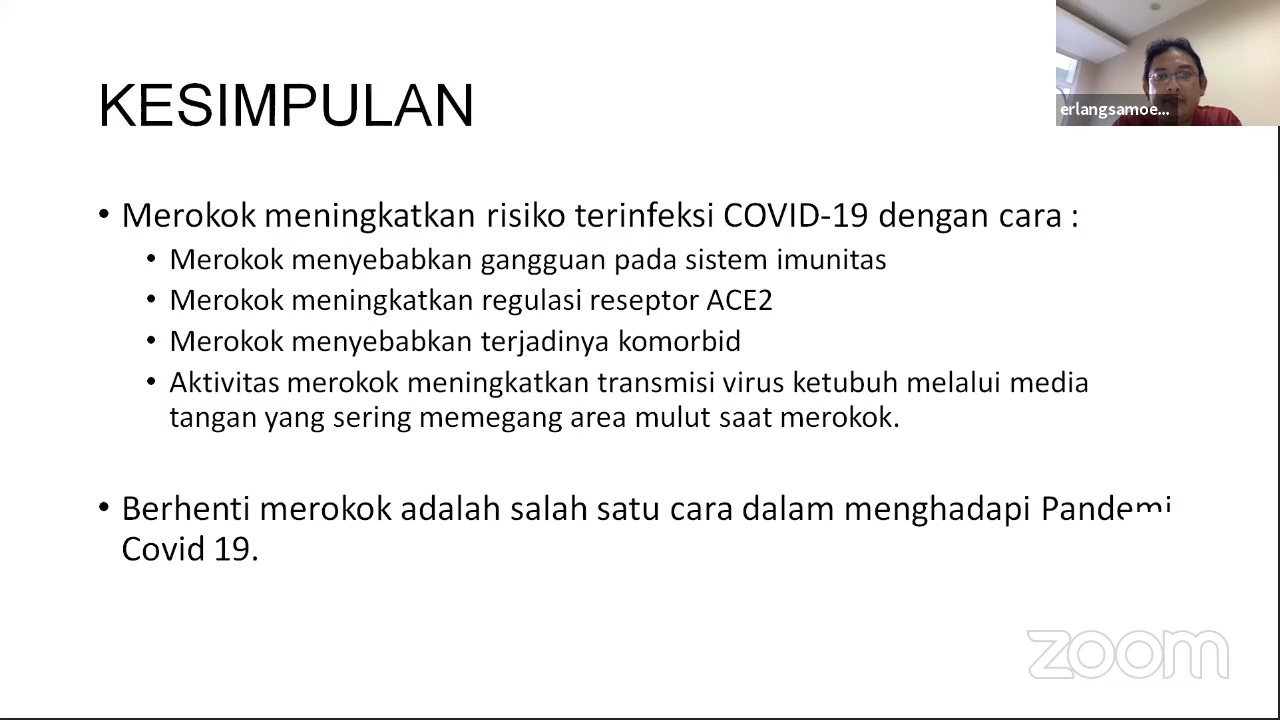 KESIMPULAN
erlangsamoe...
• Merokok meningkatkan risiko terinfeksi COVID-19 dengan cara :
• Merokok menyebabkan gangguan pada sistem imunitas
• Merokok meningkatkan regulasi reseptor ACE2
• Merokok menyebabkan terjadinya komorbid
• Aktivitas merokok meningkatkan transmisi virus ketubuh melalui media
tangan yang sering memegang area mulut saat merokok.
• Berhenti merokok adalah salah satu cara dalam menghadapi Pandemi
Covid 19.
zoom